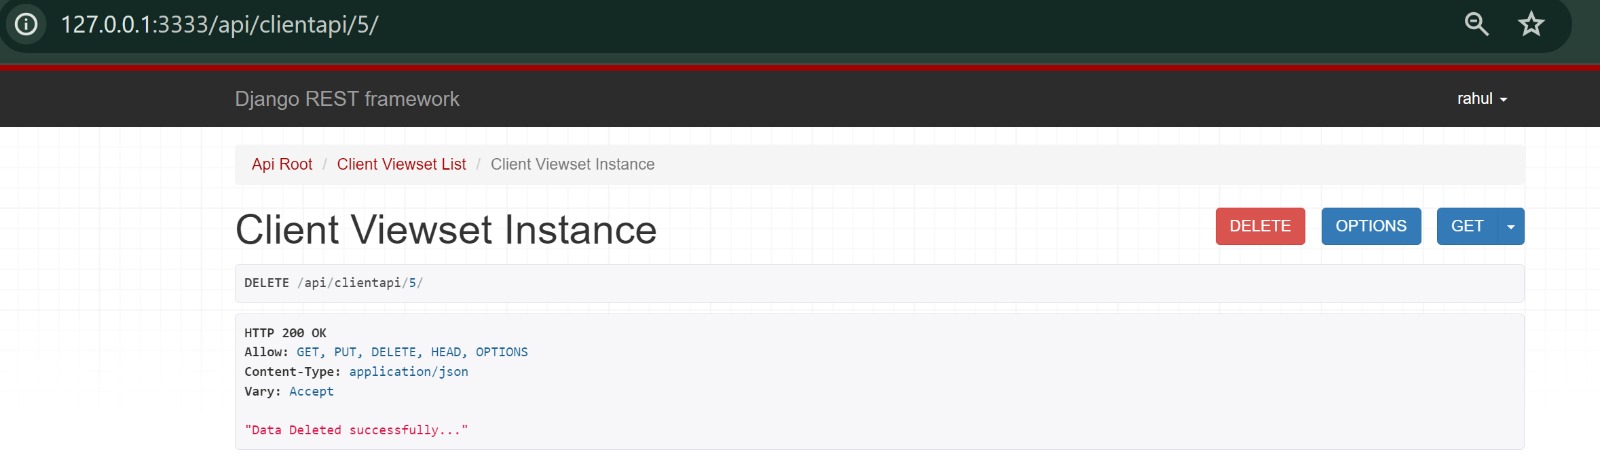 127.0.0.1:3333/api/clientapi/5/
Django REST framework rahul
Api Root / Client Viewset List / Client Viewset Instance
Client Viewset Instance DELETE OPTIONS GET
DELETE /api/clientapi/5/
HTTP 200 OK
Allow: GET, PUT, DELETE, HEAD, OPTIONS
Content-Type: application/json
Vary: Accept
"Data Deleted successfully..."